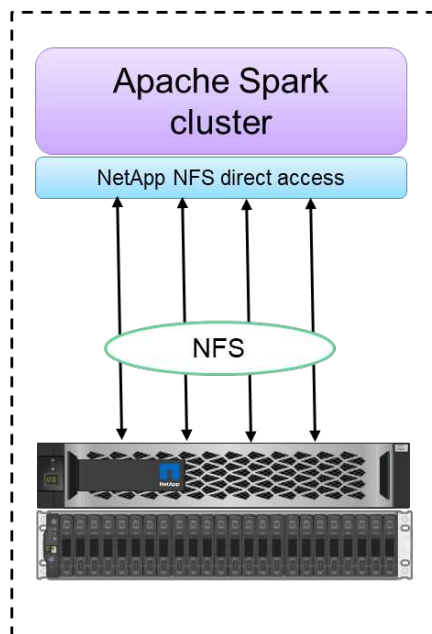 Apache Spark
cluster
NetApp NFS direct access
NFS
NetApp